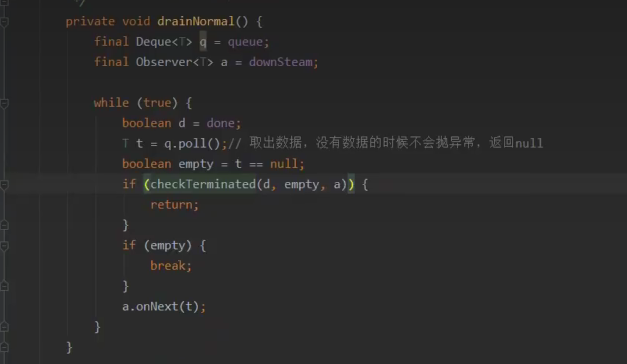 */
private void drainNormal() {
final Deque<T> q = queue;
final Observer<T> a = downSteam;
while (true) {
boolean d = done;
T t = q.poll();// 取出数据，没有数据的时候不会抛异常，返回null
boolean empty = t == null;
if (checkTerminated(d, empty, a)) {
return;
}
if (empty) {
break;
}
a.onNext(t);
}
}